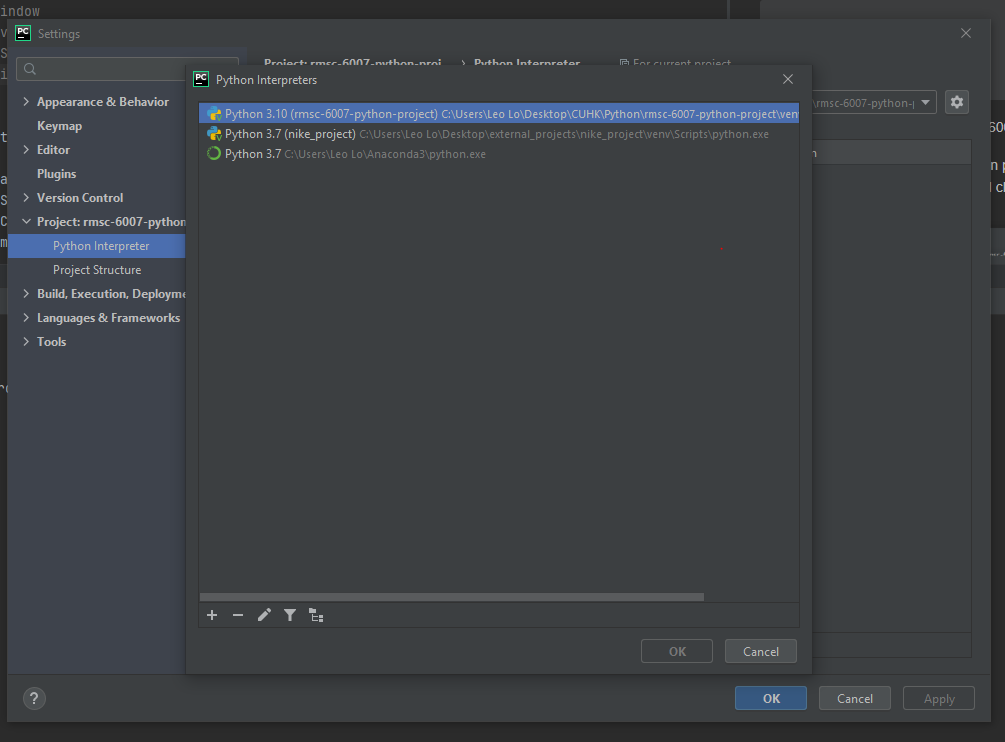 indow
PC Settings
Project: rmsc-6007-python-proj > Python Interpreter For current project
PC Python Interpreters
Appearance & Behavior
Keymap
Editor
Plugins
Version Control
Project: rmsc-6007-python
Python Interpreter
Project Structure
Build, Execution, Deployme
Languages & Frameworks
Tools
Python 3.10 (rmsc-6007-python-project) C:\Users\Leo Lo\Desktop\CUHK\Python\rmsc-6007-python-project\ven
Python 3.7 (nike_project) C:\Users\Leo Lo\Desktop\external_projects\nike_project\venv\Scripts\python.exe
Python 3.7 C:\Users\Leo Lo\Anaconda3\python.exe
\rmsc-6007-python-p
OK
Cancel
?
OK
Cancel
Apply